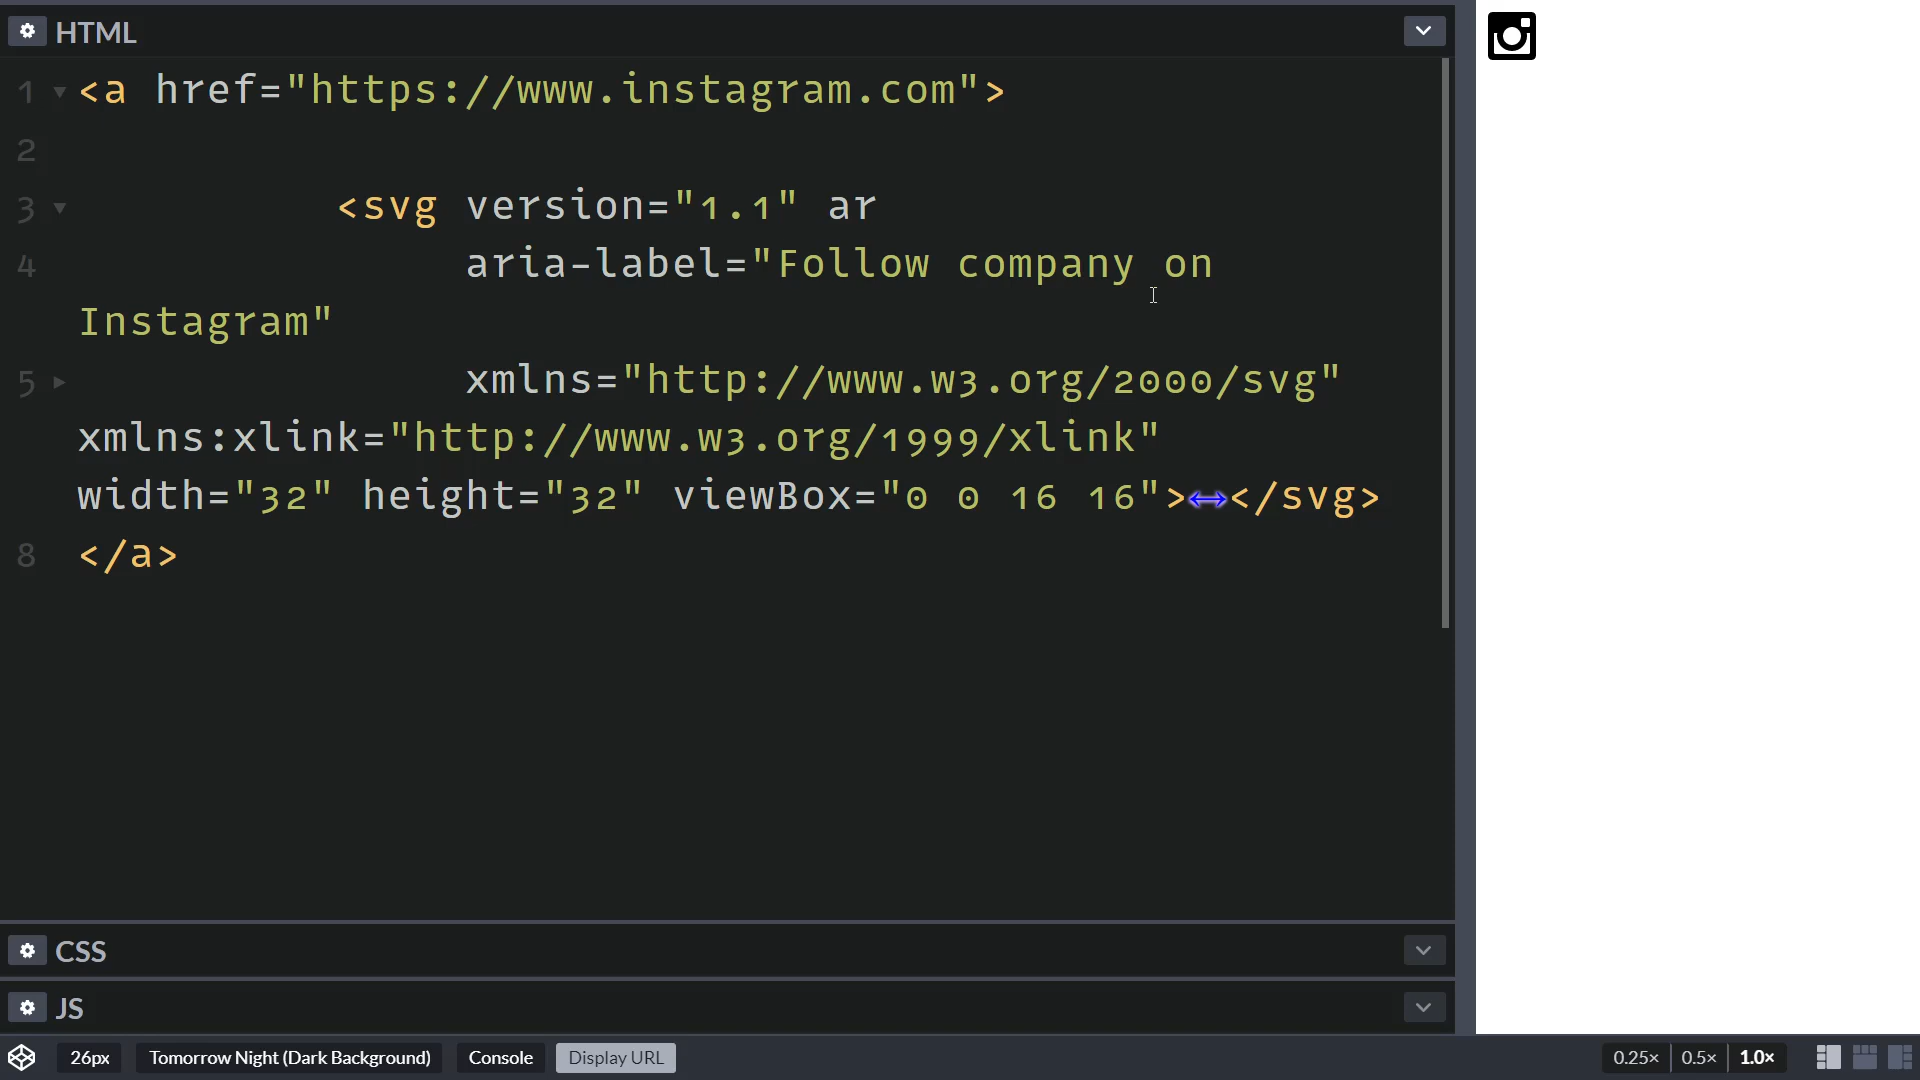 HTML
1 <a href="https://www.instagram.com">
2
3 <svg version="1.1" ar
4 aria-label="Follow company on
Instagram"
5 xmlns="http://www.w3.org/2000/svg"
xmlns:xlink="http://www.w3.org/1999/xlink"
width="32" height="32" viewBox="0 0 16 16">↔</svg>
8 </a>
CSS
JS
26px Tomorrow Night (Dark Background) Console Display URL 0.25× 0.5× 1.0×